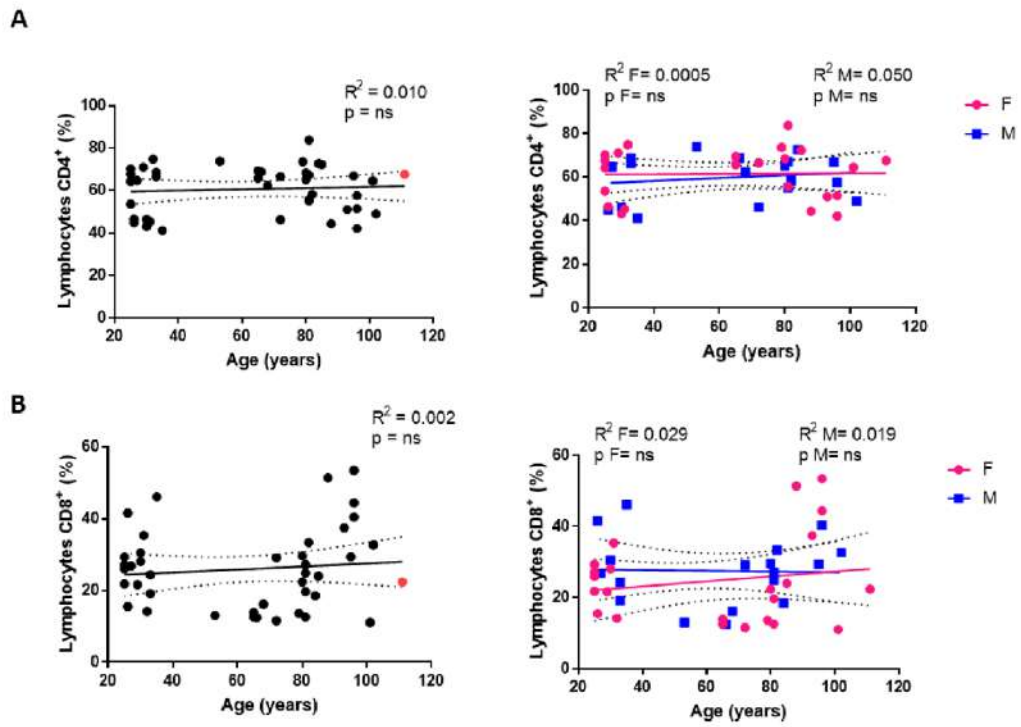 A
R² = 0.010
p = ns
Lymphocytes CD4⁺ (%)
100
80
60
40
20
0
20 40 60 80 100 120
Age (years)
R² F= 0.0005
p F= ns
R² M= 0.050
p M= ns
F
M
Lymphocytes CD4⁺ (%)
100
80
60
40
20
0
20 40 60 80 100 120
Age (years)
B
R² = 0.002
p = ns
Lymphocytes CD8⁺ (%)
60
40
20
0
20 40 60 80 100 120
Age (years)
R² F= 0.029
p F= ns
R² M= 0.019
p M= ns
F
M
Lymphocytes CD8⁺ (%)
60
40
20
0
20 40 60 80 100 120
Age (years)